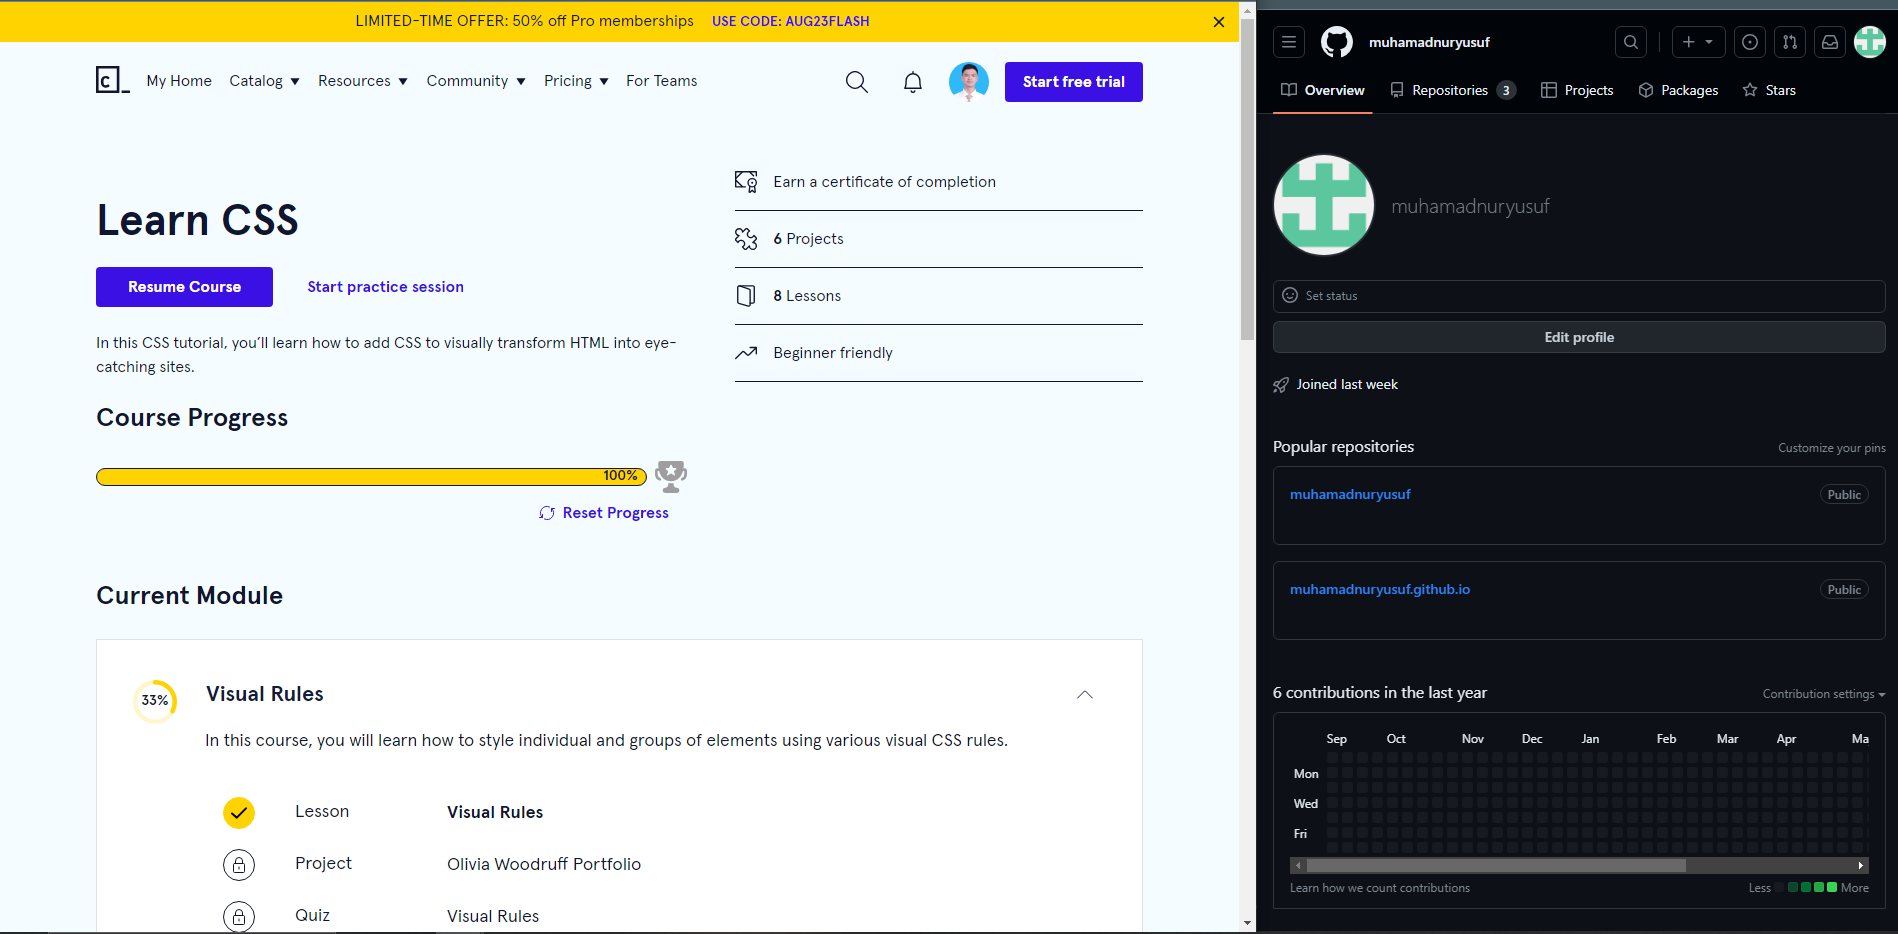 LIMITED-TIME OFFER: 50% off Pro memberships USE CODE: AUG23FLASH
c_ My Home Catalog Resources Community Pricing For Teams Start free trial
Learn CSS
Resume Course Start practice session
In this CSS tutorial, you’ll learn how to add CSS to visually transform HTML into eye-
catching sites.
Earn a certificate of completion
6 Projects
8 Lessons
Beginner friendly
Course Progress
100%
Reset Progress
Current Module
33% Visual Rules
In this course, you will learn how to style individual and groups of elements using various visual CSS rules.
Lesson Visual Rules
Project Olivia Woodruff Portfolio
Quiz Visual Rules
muhamadnuryusuf
Overview Repositories 3 Projects Packages Stars
muhamadnuryusuf
Set status
Edit profile
Joined last week
Popular repositories Customize your pins
muhamadnuryusuf Public
muhamadnuryusuf.github.io Public
6 contributions in the last year Contribution settings
Sep Oct Nov Dec Jan Feb Mar Apr Ma
Mon
Wed
Fri
Learn how we count contributions Less More